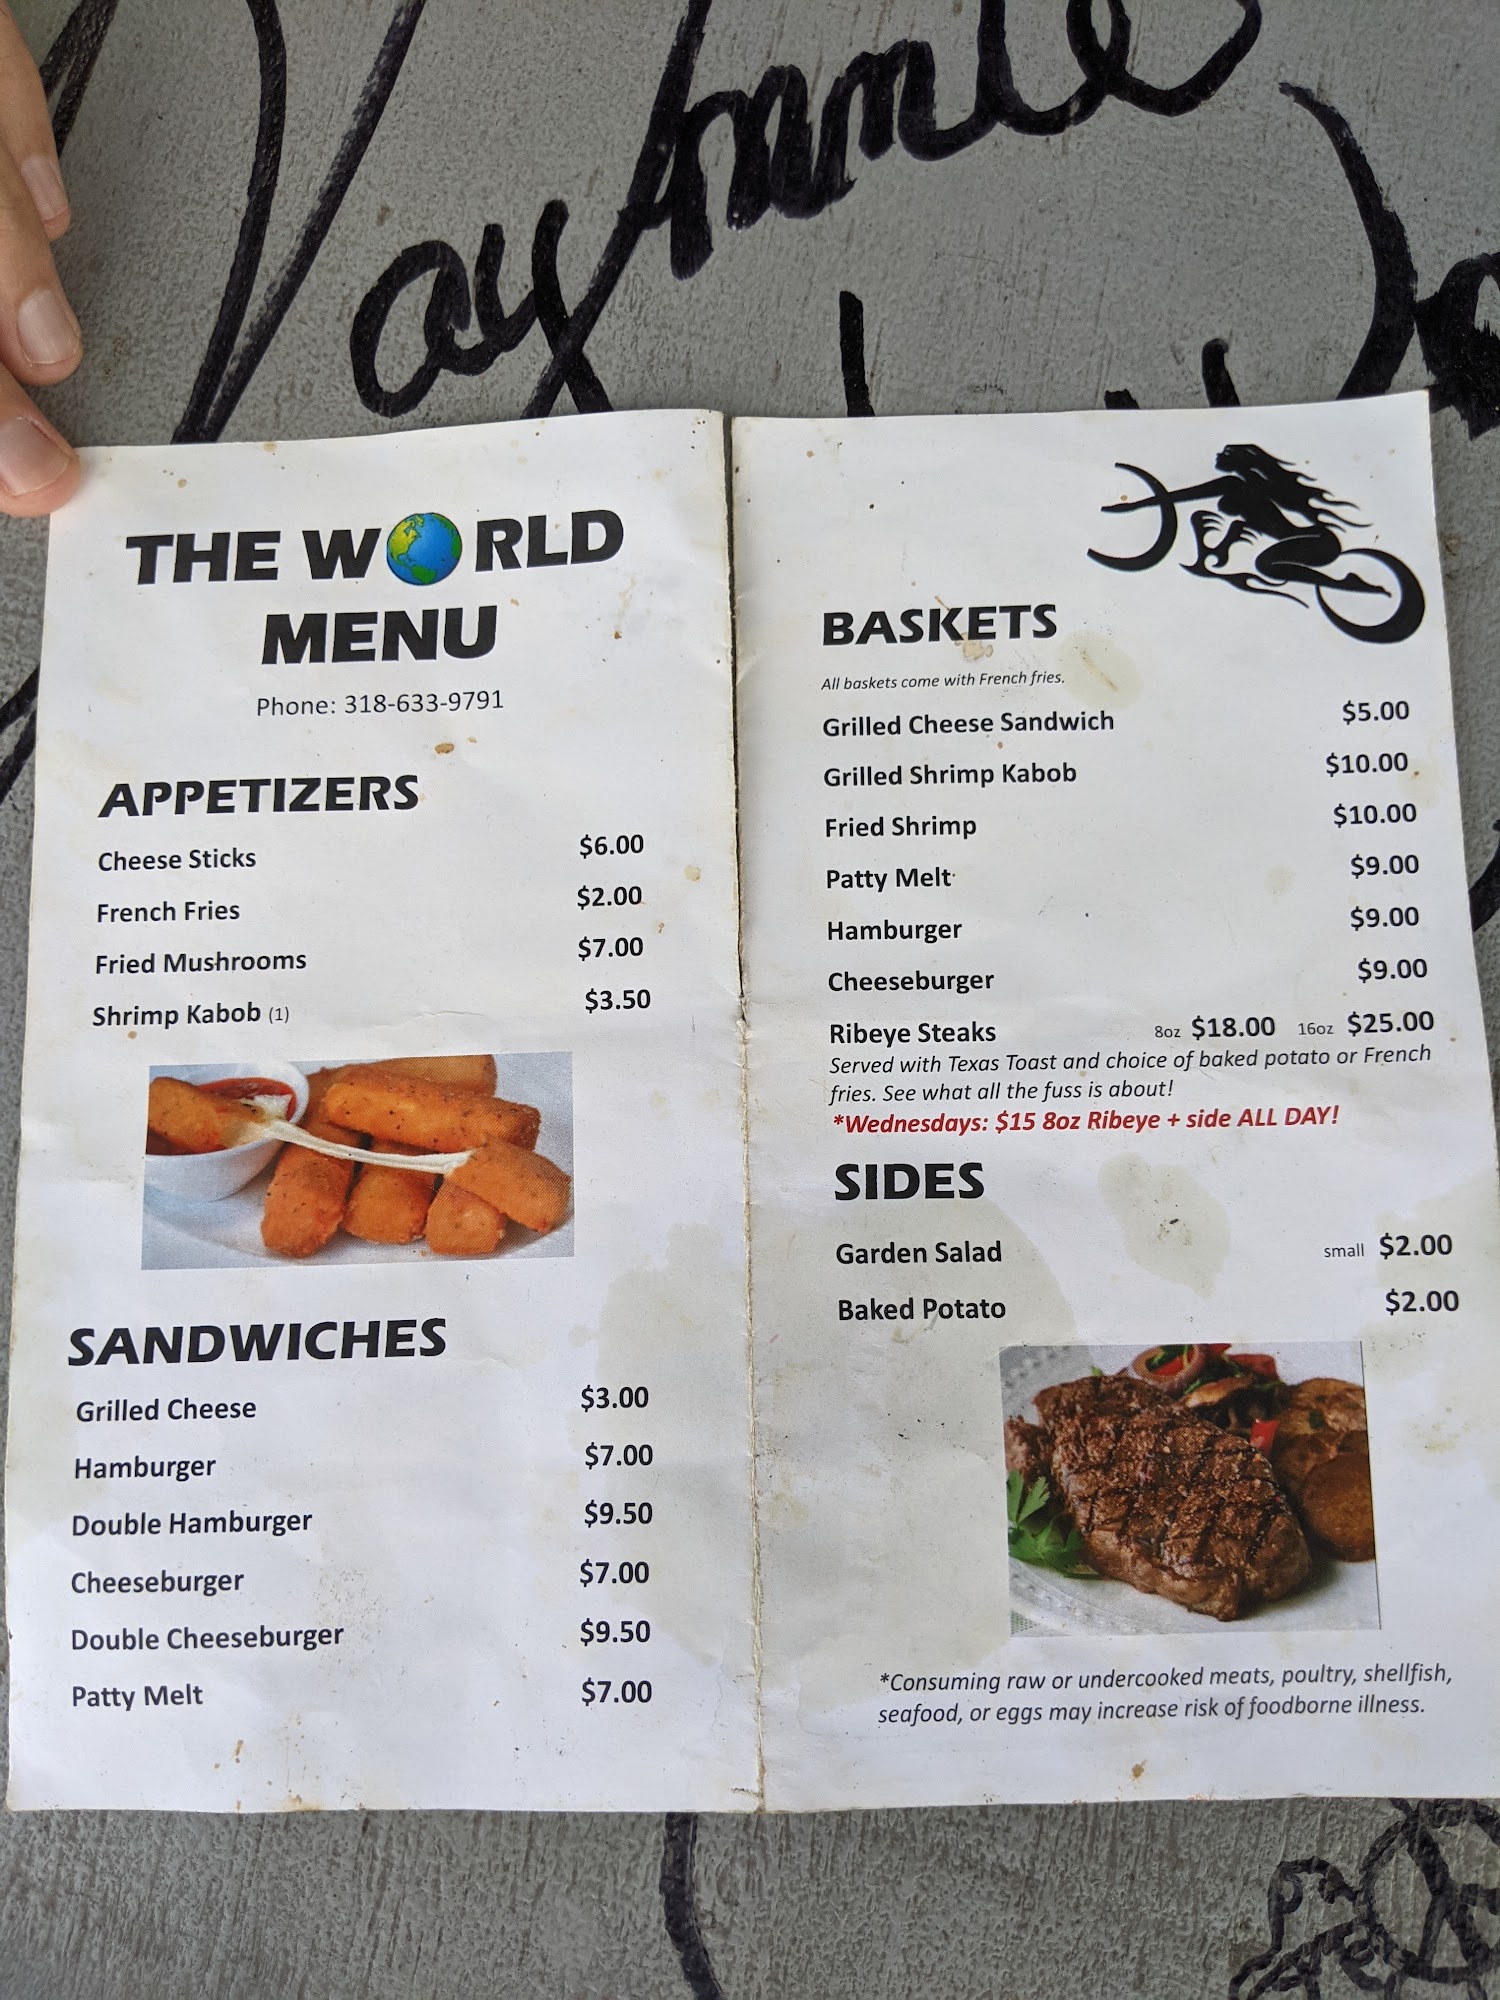 THE WORLD
MENU
Phone: 318-633-9791
APPETIZERS
Cheese Sticks $6.00
French Fries $2.00
Fried Mushrooms $7.00
Shrimp Kabob (1) $3.50
SANDWICHES
Grilled Cheese $3.00
Hamburger $7.00
Double Hamburger $9.50
Cheeseburger $7.00
Double Cheeseburger $9.50
Patty Melt $7.00
BASKETS
All baskets come with French fries.
Grilled Cheese Sandwich $5.00
Grilled Shrimp Kabob $10.00
Fried Shrimp $10.00
Patty Melt $9.00
Hamburger $9.00
Cheeseburger $9.00
Ribeye Steaks 8oz $18.00 16oz $25.00
Served with Texas Toast and choice of baked potato or French
fries. See what all the fuss is about!
*Wednesdays: $15 8oz Ribeye + side ALL DAY!
SIDES
Garden Salad small $2.00
Baked Potato $2.00
*Consuming raw or undercooked meats, poultry, shellfish,
seafood, or eggs may increase risk of foodborne illness.